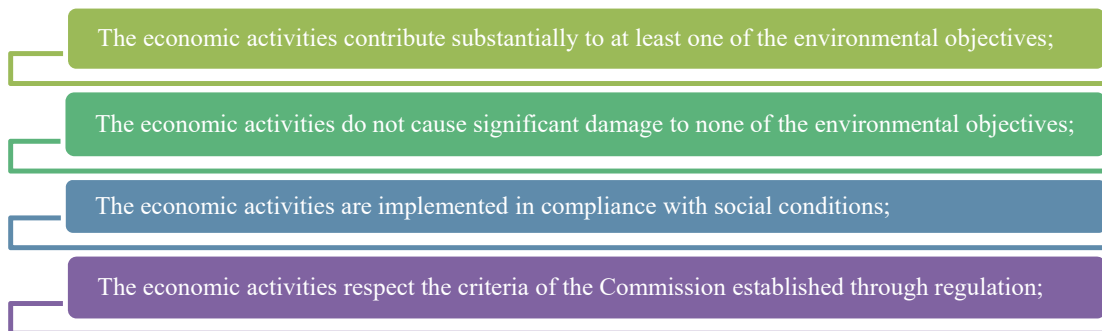 The economic activities contribute substantially to at least one of the environmental objectives;
The economic activities do not cause significant damage to none of the environmental objectives;
The economic activities are implemented in compliance with social conditions;
The economic activities respect the criteria of the Commission established through regulation;